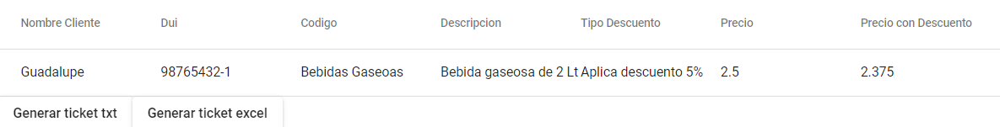 Nombre Cliente Dui Codigo Descripcion Tipo Descuento Precio Precio con Descuento
Guadalupe 98765432-1 Bebidas Gaseoas Bebida gaseosa de 2 Lt Aplica descuento 5% 2.5 2.375
Generar ticket txt Generar ticket excel